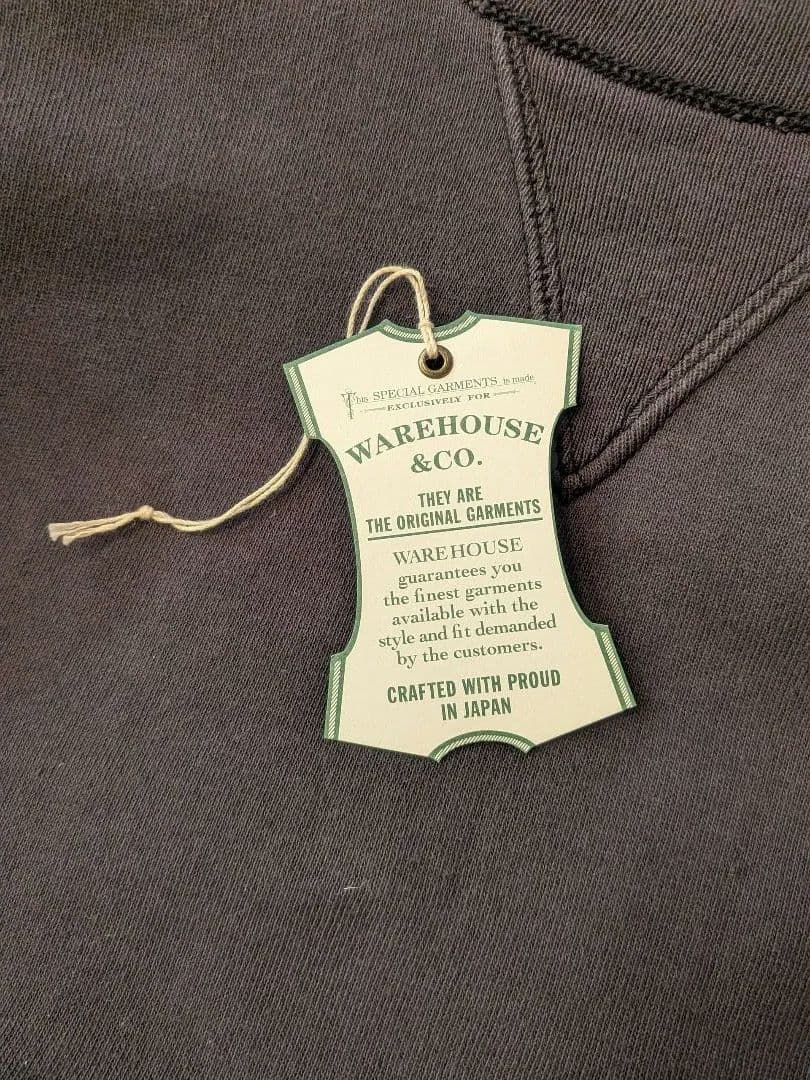 This SPECIAL GARMENTS is made
EXCLUSIVELY FOR
WAREHOUSE
&CO.
THEY ARE
THE ORIGINAL GARMENTS
WAREHOUSE
guarantees you
the finest garments
available with the
style and fit demanded
by the customers.
CRAFTED WITH PROUD
IN JAPAN